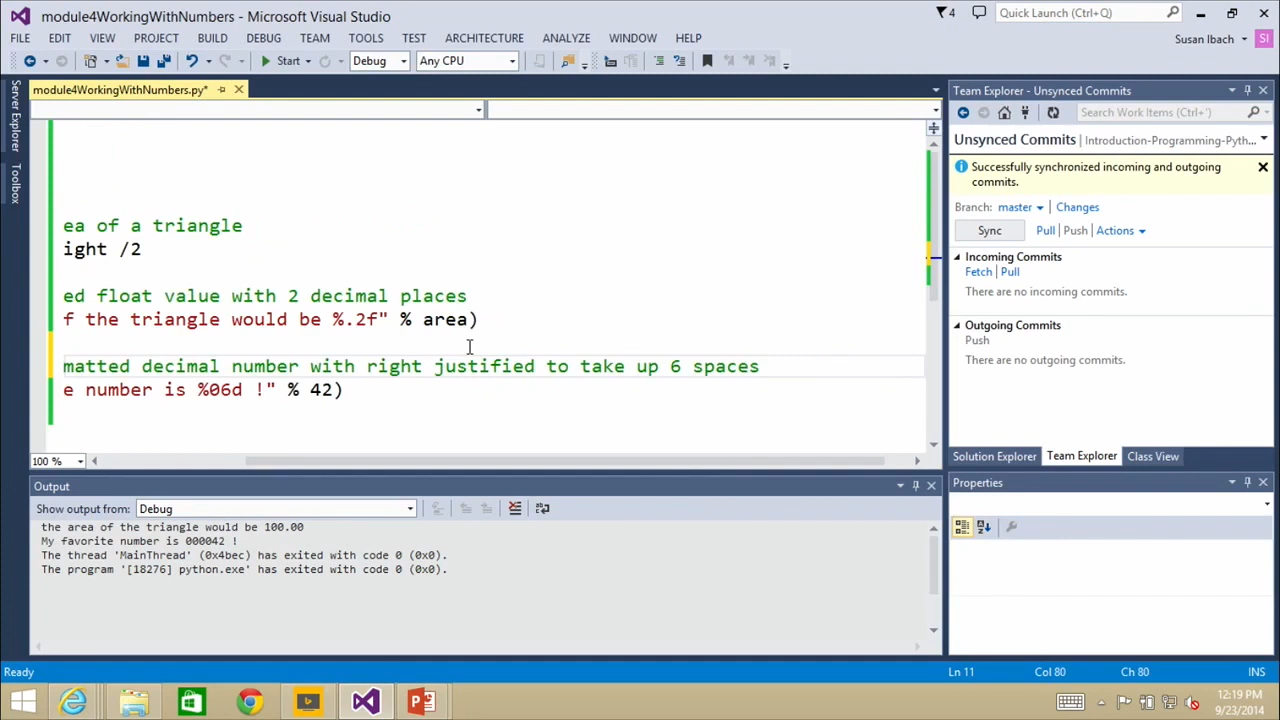 module4WorkingWithNumbers - Microsoft Visual Studio
4
Quick Launch (Ctrl+Q)
FILE EDIT VIEW PROJECT BUILD DEBUG TEAM TOOLS TEST ARCHITECTURE ANALYZE WINDOW HELP
Susan Ibach
SI
Start
Debug
Any CPU
Server Explorer
Toolbox
module4WorkingWithNumbers.py*
ea of a triangle
ight /2
ed float value with 2 decimal places
f the triangle would be %.2f" % area)
matted decimal number with right justified to take up 6 spaces
e number is %06d !" % 42)
100 %
Output
Show output from: Debug
the area of the triangle would be 100.00
My favorite number is 000042 !
The thread 'MainThread' (0x4bec) has exited with code 0 (0x0).
The program '[18276] python.exe' has exited with code 0 (0x0).
Team Explorer - Unsynced Commits
Search Work Items (Ctrl+')
Unsynced Commits | Introduction-Programming-Pyth...
Successfully synchronized incoming and outgoing
commits.
Branch: master Changes
Sync Pull Push Actions
Incoming Commits
Fetch | Pull
There are no incoming commits.
Outgoing Commits
Push
There are no outgoing commits.
Solution Explorer Team Explorer Class View
Properties
Ready
Ln 11
Col 80
Ch 80
INS
12:19 PM
9/23/2014